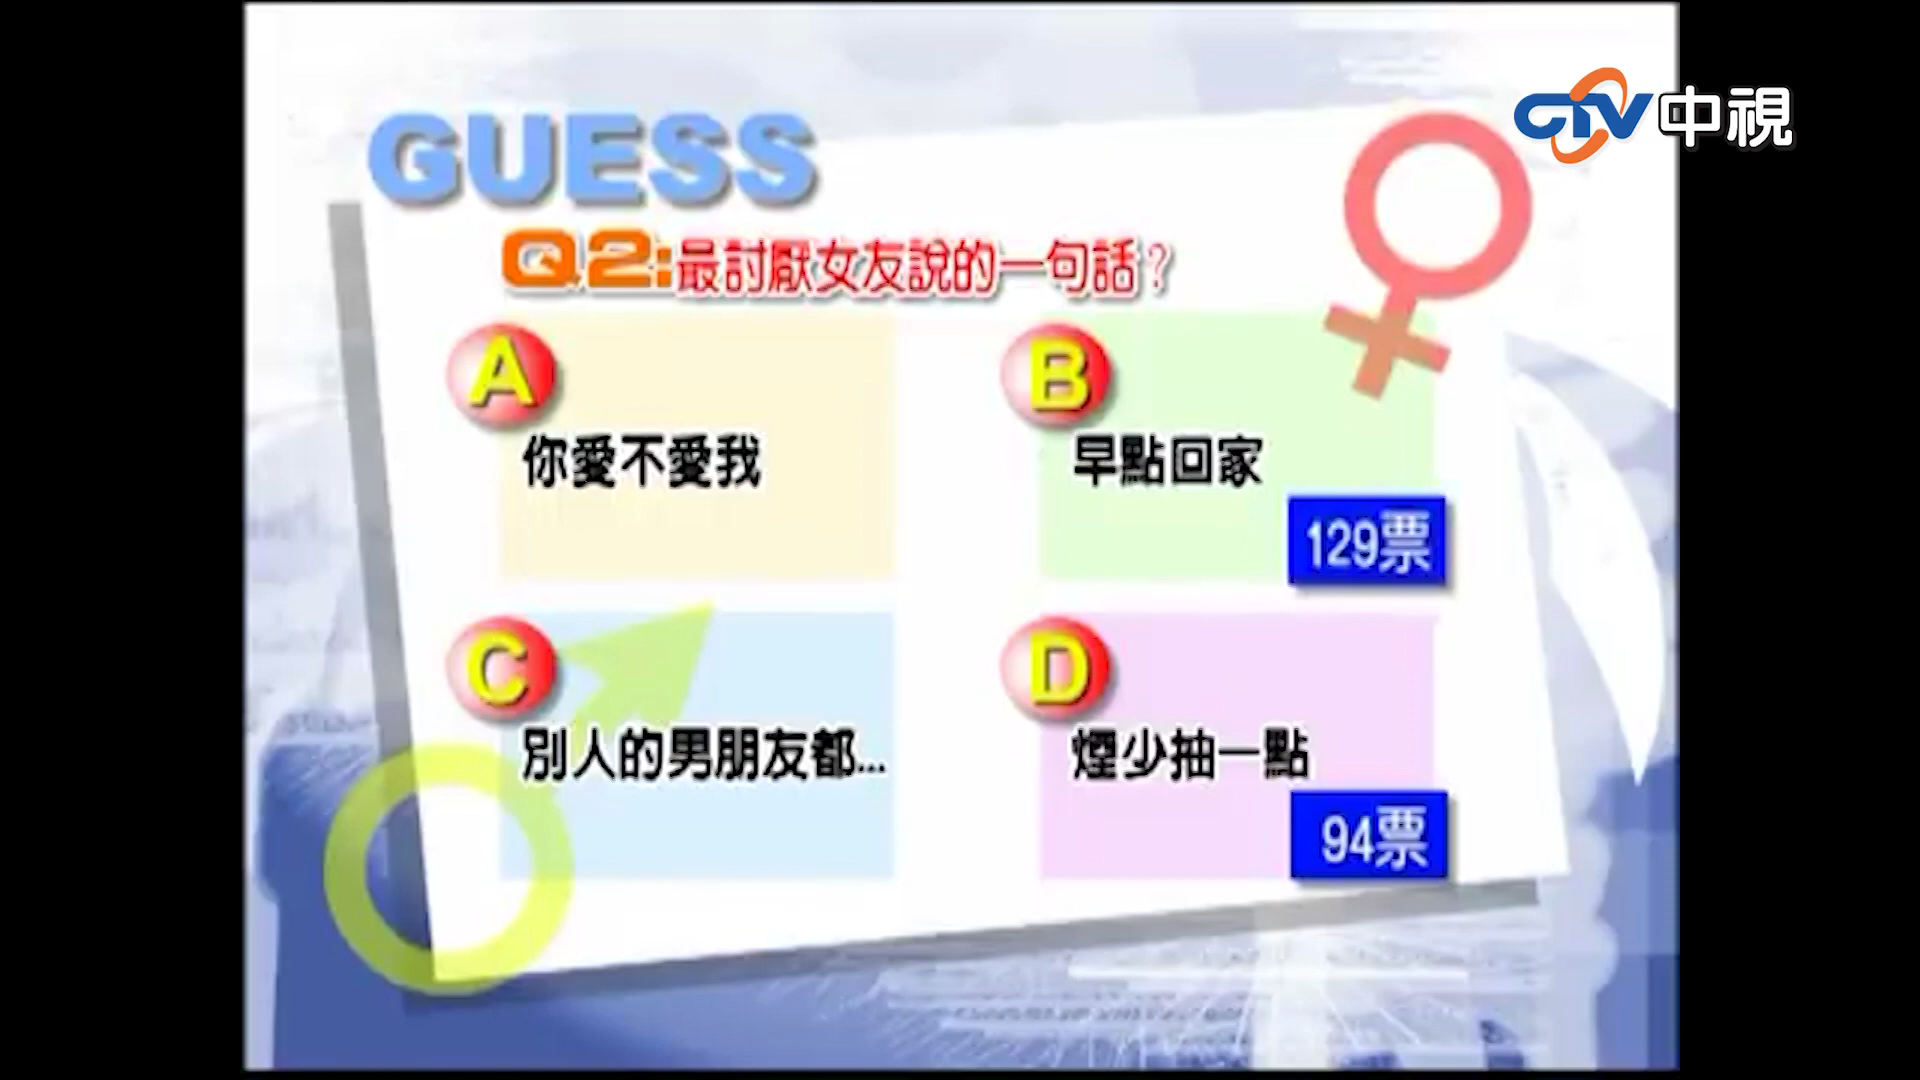 CTV中視
GUESS
Q2:最討厭女友說的一句話?
A
你愛不愛我
B
早點回家
129票
C
別人的男朋友都...
D
煙少抽一點
94票